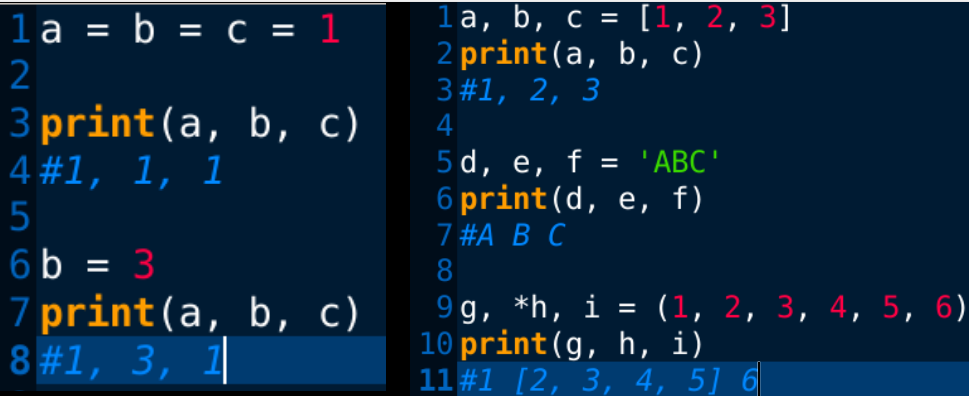 1 a = b = c = 1
2
3 print(a, b, c)
4 #1, 1, 1
5
6 b = 3
7 print(a, b, c)
8 #1, 3, 1
1 a, b, c = [1, 2, 3]
2 print(a, b, c)
3 #1, 2, 3
4
5 d, e, f = 'ABC'
6 print(d, e, f)
7 #A B C
8
9 g, *h, i = (1, 2, 3, 4, 5, 6)
10 print(g, h, i)
11 #1 [2, 3, 4, 5] 6